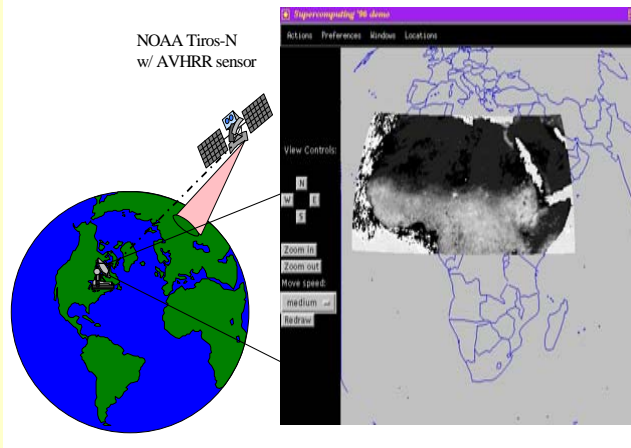 NOAA Tiros-N
w/ AVHRR sensor
Supercomputing '96 demo
Actions Preferences Windows Locations
View Controls:
N
W E
S
Zoom in
Zoom out
Move speed:
medium
Redraw